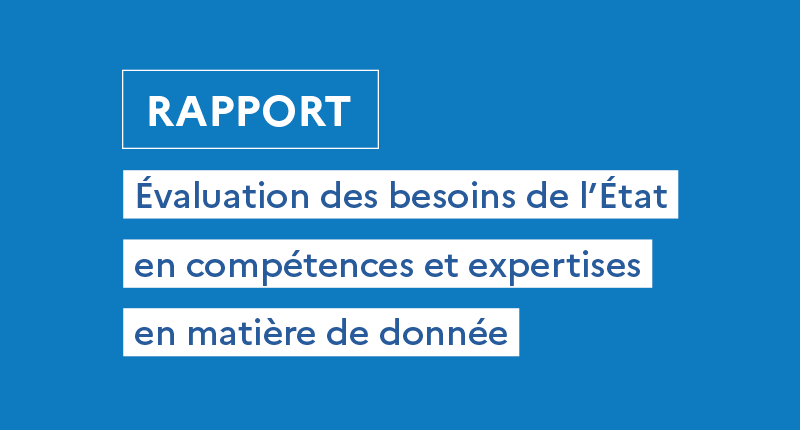 RAPPORT
Évaluation des besoins de l’État
en compétences et expertises
en matière de donnée